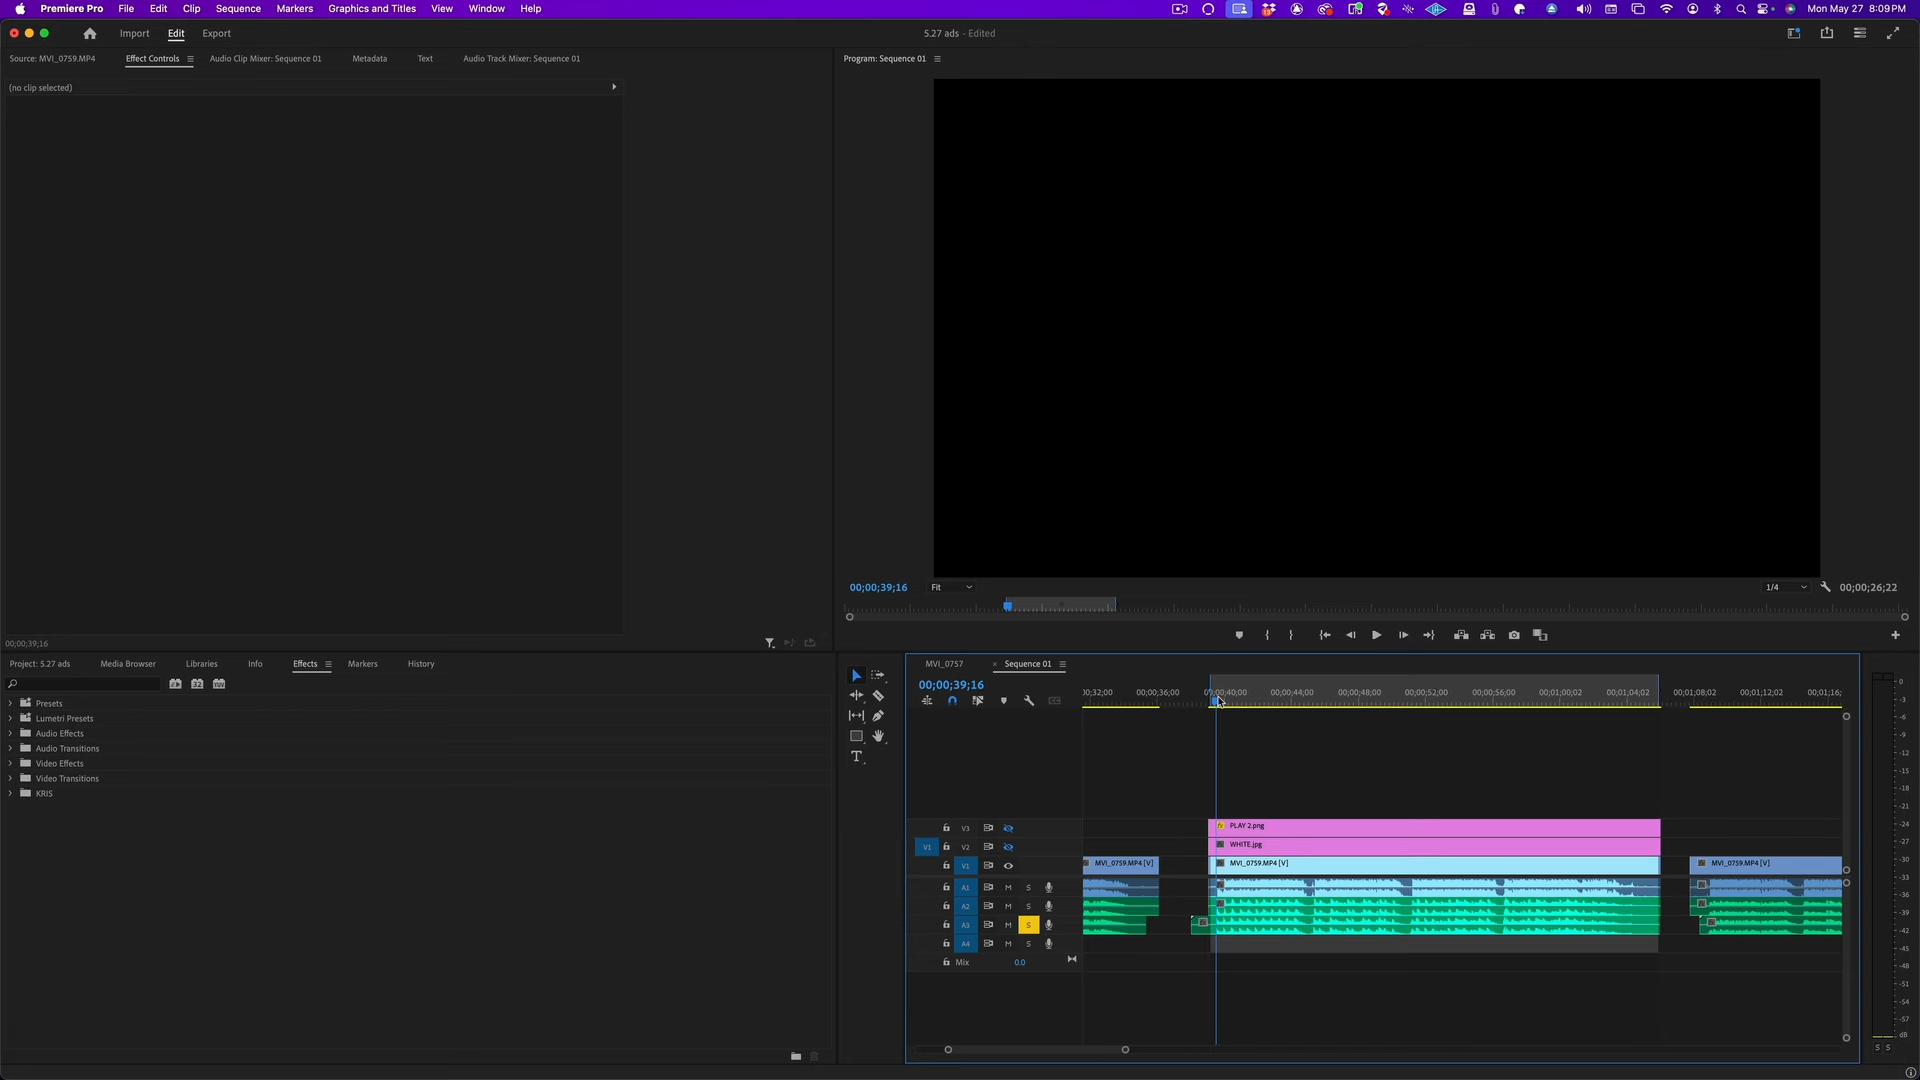 Premiere Pro File Edit Clip Sequence Markers Graphics and Titles View Window Help Mon May 27 8:09 PM
Import Edit Export 5.27 ads - Edited
Source: MVI_0759.MP4 Effect Controls Audio Clip Mixer: Sequence 01 Metadata Text Audio Track Mixer: Sequence 01 Program: Sequence 01
(no clip selected)
00;00;39;16 Fit 1/4 00;00;26;22
00;00;39;16
Project: 5.27 ads Media Browser Libraries Info Effects Markers History
MVI_0757 × Sequence 01
00;00;39;16
Presets
Lumetri Presets
Audio Effects
Audio Transitions
Video Effects
Video Transitions
KRIS
00;32;00 00;00;36;00 00;00;40;00 00;00;44;00 00;00;48;00 00;00;52;00 00;00;56;00 00;01;00;02 00;01;04;02 00;01;08;02 00;01;12;02 00;01;16;
V3 PLAY 2.png
V1 V2 WHITE.jpg
V1 MVI_0759.MP4 [V] MVI_0759.MP4 [V] MVI_0759.MP4 [V]
A1 M S
A2 M S
A3 M S
A4 M S
Mix 0.0
0
-3
-6
-9
-12
-15
-18
-21
-24
-27
-30
-33
-36
-39
-42
-45
-48
-51
-54
-57
dB
S S